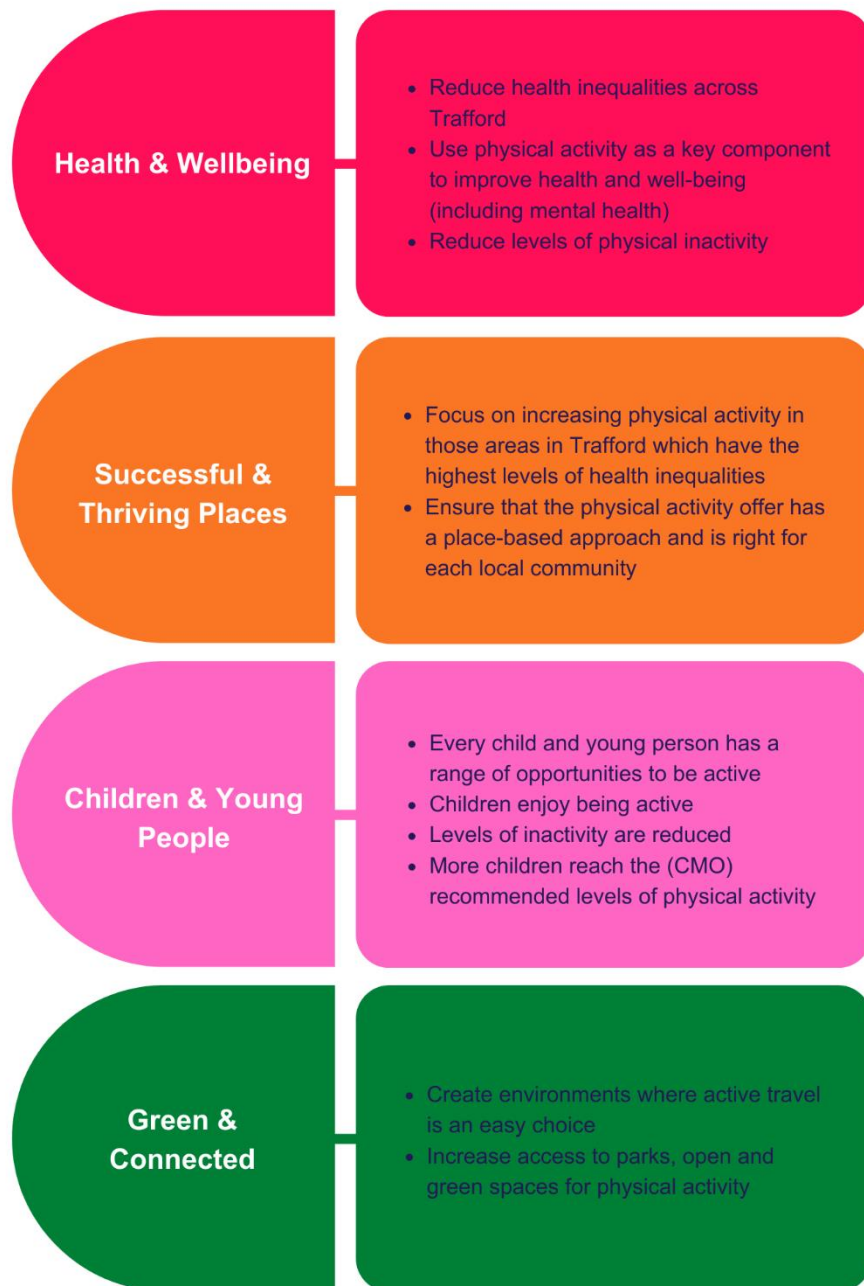 Health & Wellbeing
• Reduce health inequalities across
Trafford
• Use physical activity as a key component
to improve health and well-being
(including mental health)
• Reduce levels of physical inactivity
Successful &
Thriving Places
• Focus on increasing physical activity in
those areas in Trafford which have the
highest levels of health inequalities
• Ensure that the physical activity offer has
a place-based approach and is right for
each local community
Children & Young
People
• Every child and young person has a
range of opportunities to be active
• Children enjoy being active
• Levels of inactivity are reduced
• More children reach the (CMO)
recommended levels of physical activity
Green &
Connected
• Create environments where active travel
is an easy choice
• Increase access to parks, open and
green spaces for physical activity